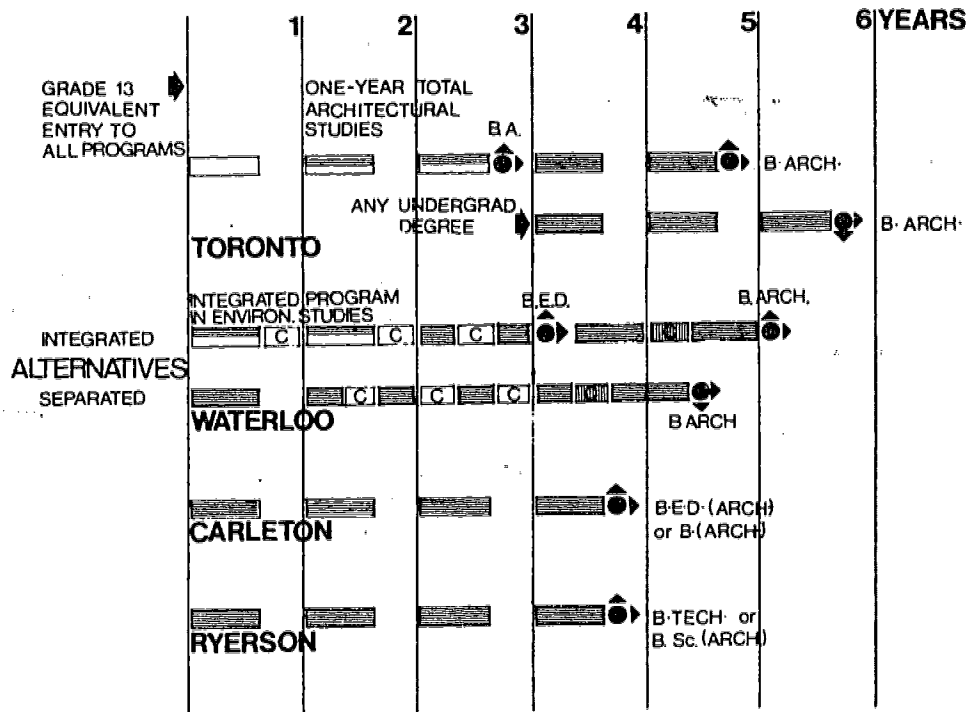 1 2 3 4 5 6 YEARS
GRADE 13
EQUIVALENT
ENTRY TO
ALL PROGRAMS
ONE-YEAR TOTAL
ARCHITECTURAL
STUDIES
B.A.
B·ARCH·
ANY UNDERGRAD
DEGREE
B·ARCH·
TORONTO
INTEGRATED PROGRAM
IN ENVIRON. STUDIES
B.E.D.
B.ARCH.
INTEGRATED
C C C C
ALTERNATIVES
SEPARATED
C C C C
WATERLOO
B ARCH
CARLETON
B·E·D· (ARCH)
or B·(ARCH)
RYERSON
B·TECH· or
B. Sc. (ARCH)